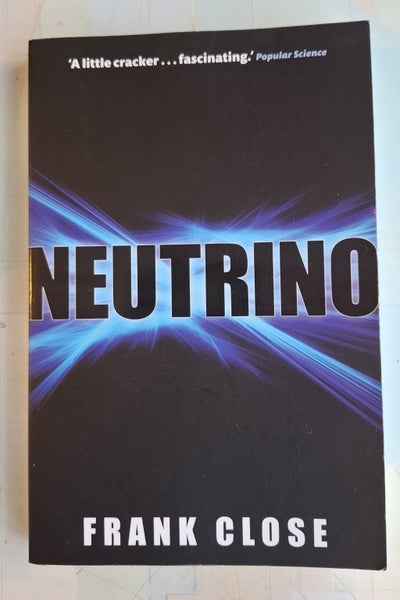 ‘A little cracker . . . fascinating.’ Popular Science
NEUTRINO
FRANK CLOSE